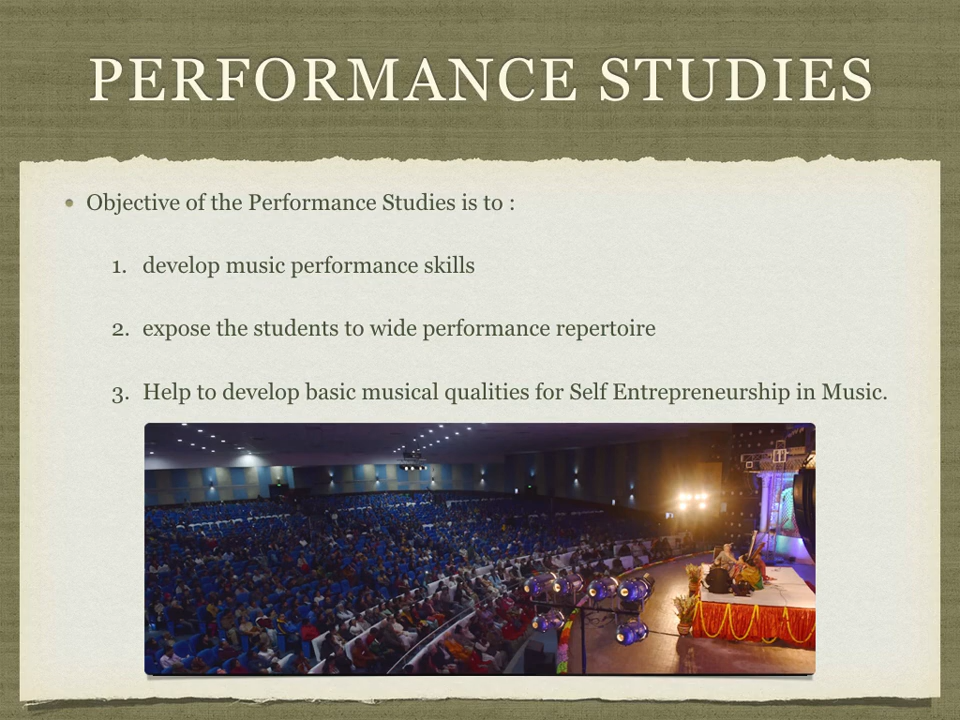 PERFORMANCE STUDIES
• Objective of the Performance Studies is to :
1. develop music performance skills
2. expose the students to wide performance repertoire
3. Help to develop basic musical qualities for Self Entrepreneurship in Music.